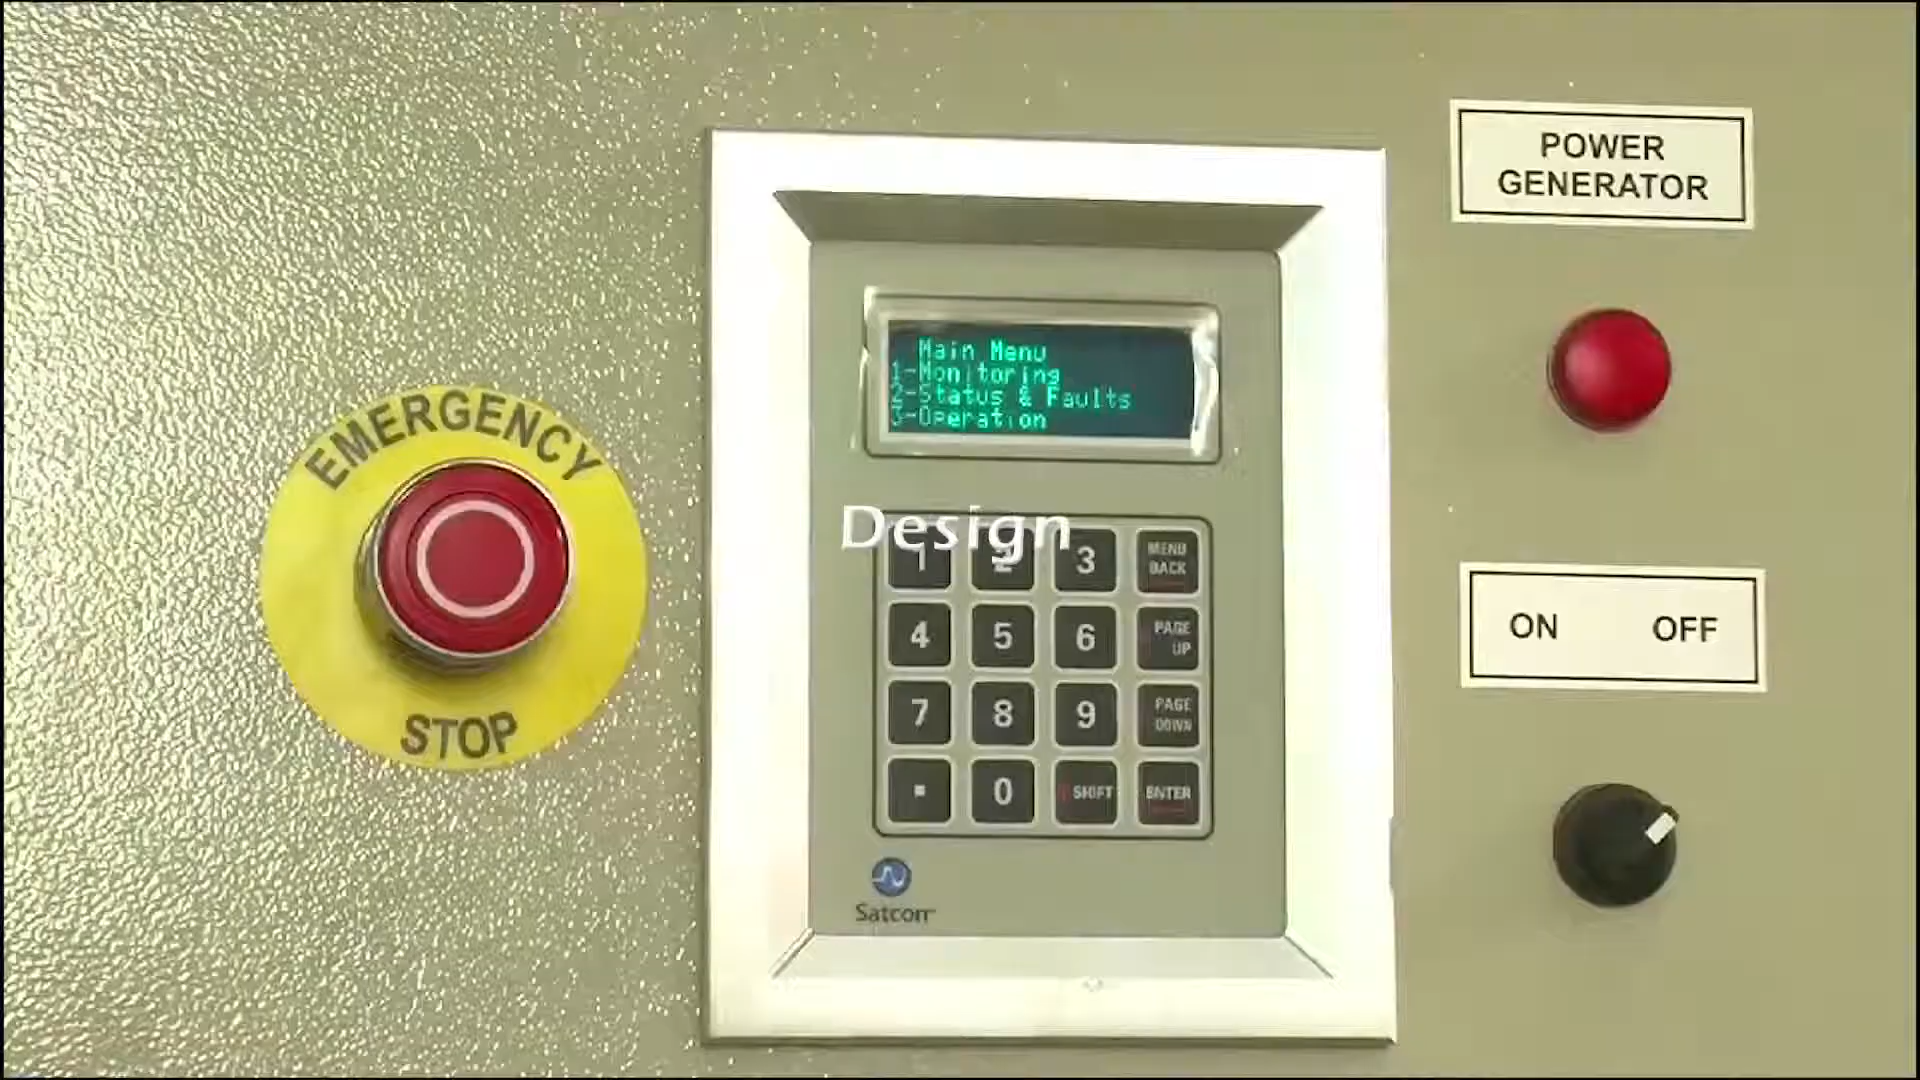 EMERGENCY
STOP
Main Menu
1-Monitoring
2-Status & Faults
3-Operation
Design
1 2 3 MENU BACK
4 5 6 PAGE UP
7 8 9 PAGE DOWN
. 0 SHIFT ENTER
Satcon
POWER
GENERATOR
ON OFF